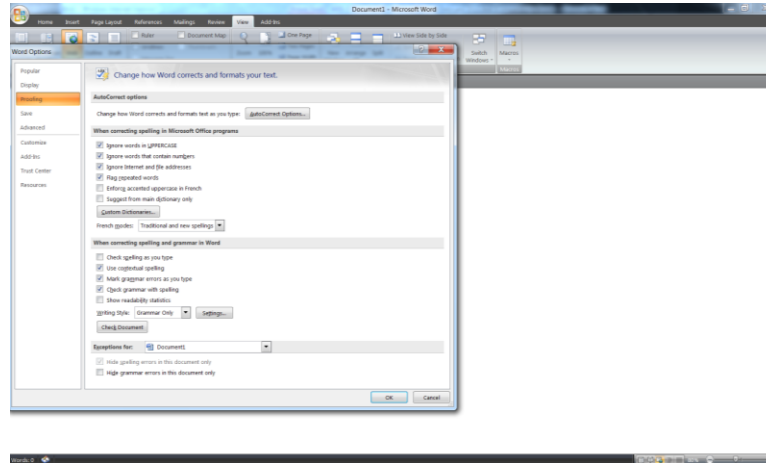 Document1 - Microsoft Word
Home Insert Page Layout References Mailings Review View Add-Ins
Ruler Document Map One Page View Side by Side
Switch Windows Macros
Macros
Word Options
Popular
Display
Proofing
Save
Advanced
Customize
Add-Ins
Trust Center
Resources
Change how Word corrects and formats your text.
AutoCorrect options
Change how Word corrects and formats text as you type: AutoCorrect Options...
When correcting spelling in Microsoft Office programs
Ignore words in UPPERCASE
Ignore words that contain numbers
Ignore Internet and file addresses
Flag repeated words
Enforce accented uppercase in French
Suggest from main dictionary only
Custom Dictionaries...
French modes: Traditional and new spellings
When correcting spelling and grammar in Word
Check spelling as you type
Use contextual spelling
Mark grammar errors as you type
Check grammar with spelling
Show readability statistics
Writing Style: Grammar Only Settings...
Check Document
Exceptions for: Document1
Hide spelling errors in this document only
Hide grammar errors in this document only
OK Cancel
Words: 0